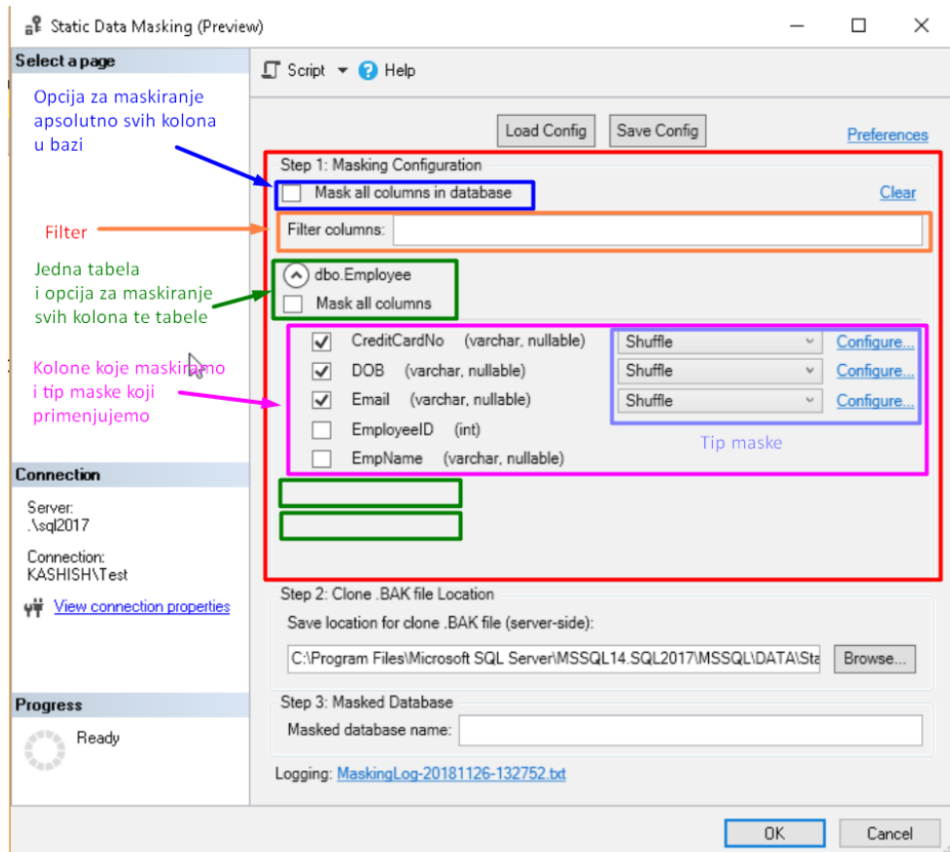 Static Data Masking (Preview)
Select a page
Opcija za maskiranje
apsolutno svih kolona
u bazi
Filter
Jedna tabela
i opcija za maskiranje
svih kolona te tabele
Kolone koje maskiramo
i tip maske koji
primenjujemo
Connection
Server:
.\sql2017
Connection:
KASHISH\Test
View connection properties
Progress
Ready
Script Help
Load Config Save Config
Preferences
Step 1: Masking Configuration
Mask all columns in database Clear
Filter columns:
dbo.Employee
Mask all columns
CreditCardNo (varchar, nullable) Shuffle Configure...
DOB (varchar, nullable) Shuffle Configure...
Email (varchar, nullable) Shuffle Configure...
EmployeeID (int)
Tip maske
EmpName (varchar, nullable)
Step 2: Clone .BAK file Location
Save location for clone .BAK file (server-side):
C:\Program Files\Microsoft SQL Server\MSSQL14.SQL2017\MSSQL\DATA\Sta Browse...
Step 3: Masked Database
Masked database name:
Logging: MaskingLog-20181126-132752.txt
OK Cancel